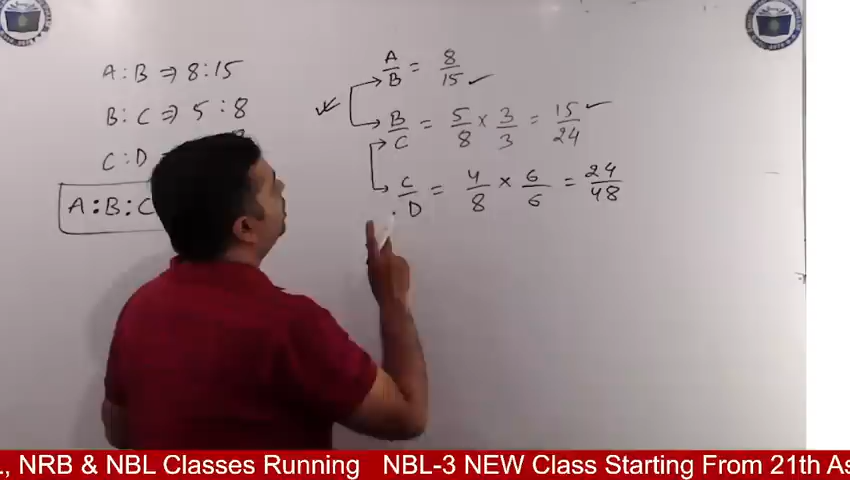 A:B ⇒ 8:15
B:C ⇒ 5:8
C:D
A:B:C
A/B = 8/15 ✓
B/C = 5/8 × 3/3 = 15/24 ✓
C/D = 4/8 × 6/6 = 24/48
., NRB & NBL Classes Running NBL-3 NEW Class Starting From 21th As